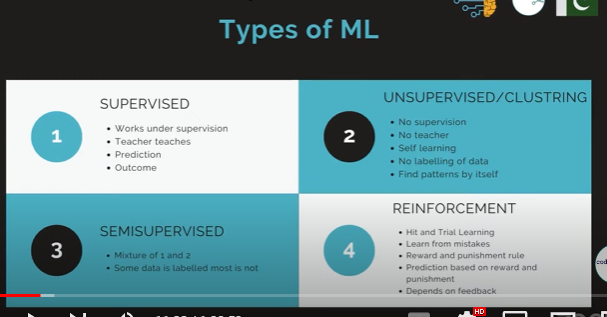 Types of ML
1
SUPERVISED
• Works under supervision
• Teacher teaches
• Prediction
• Outcome
2
UNSUPERVISED/CLUSTRING
• No supervision
• No teacher
• Self learning
• No labelling of data
• Find patterns by itself
3
SEMISUPERVISED
• Mixture of 1 and 2
• Some data is labelled most is not
4
REINFORCEMENT
• Hit and Trial Learning
• Learn from mistakes
• Reward and punishment rule
• Prediction based on reward and
punishment
• Depends on feedback
HD